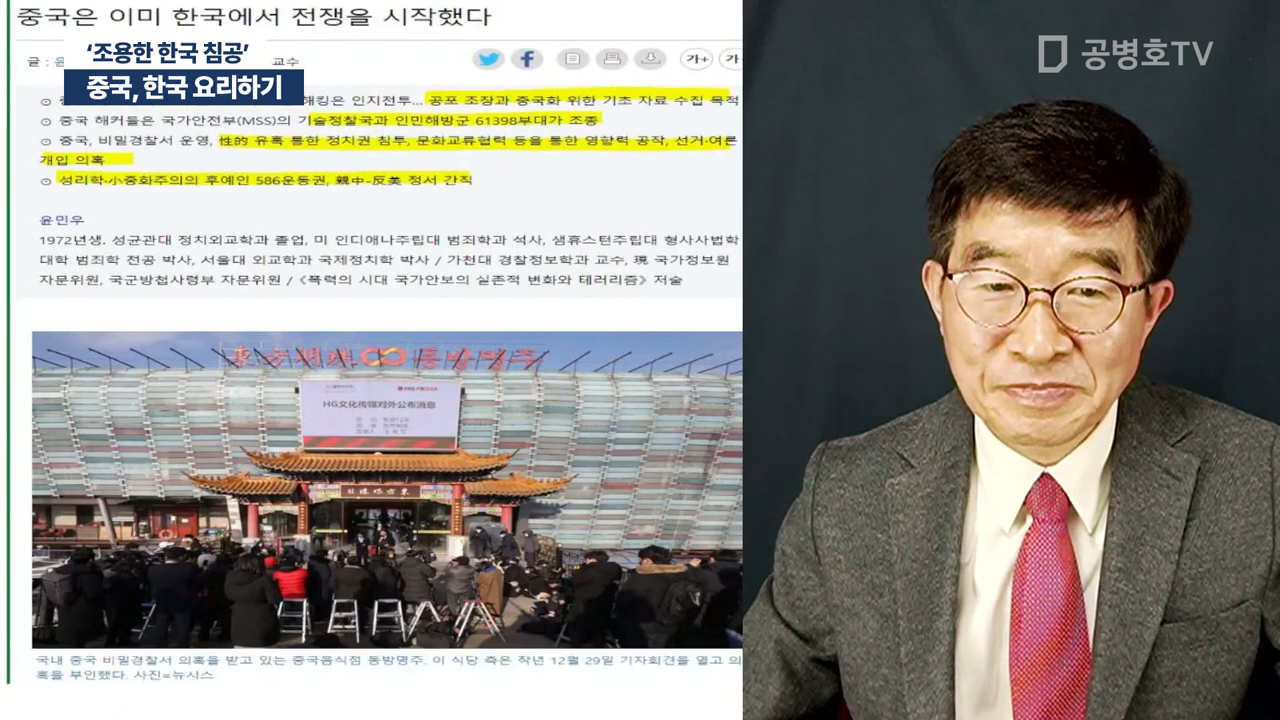 중국은 이미 한국에서 전쟁을 시작했다
'조용한 한국 침공'
중국, 한국 요리하기
글 : 윤
교수
가+
가
해킹은 인지전투... 공포 조장과 중국화 위한 기초 자료 수집 목적
⊙ 중국 해커들은 국가안전부(MSS)의 기술정찰국과 인민해방군 61398부대가 조종
⊙ 중국, 비밀경찰서 운영, 性的 유혹 통한 정치권 침투, 문화교류협력 등을 통한 영향력 공작, 선거·여론
개입 의혹
⊙ 성리학·小중화주의의 후예인 586운동권, 親中-反美 정서 간직
윤민우
1972년생. 성균관대 정치외교학과 졸업, 미 인디애나주립대 범죄학과 석사, 샘휴스턴주립대 형사사법학
대학 범죄학 전공 박사, 서울대 외교학과 국제정치학 박사 / 가천대 경찰정보학과 교수, 現 국가정보원
자문위원, 국군방첩사령부 자문위원 / 《폭력의 시대 국가안보의 실존적 변화와 테러리즘》 저술
東方明珠 동방명주
HG MEDIA
HG文化传媒对外公布消息
국내 중국 비밀경찰서 의혹을 받고 있는 중국음식점 동방명주. 이 식당 측은 작년 12월 29일 기자회견을 열고 의
혹을 부인했다. 사진=뉴시스
공병호TV